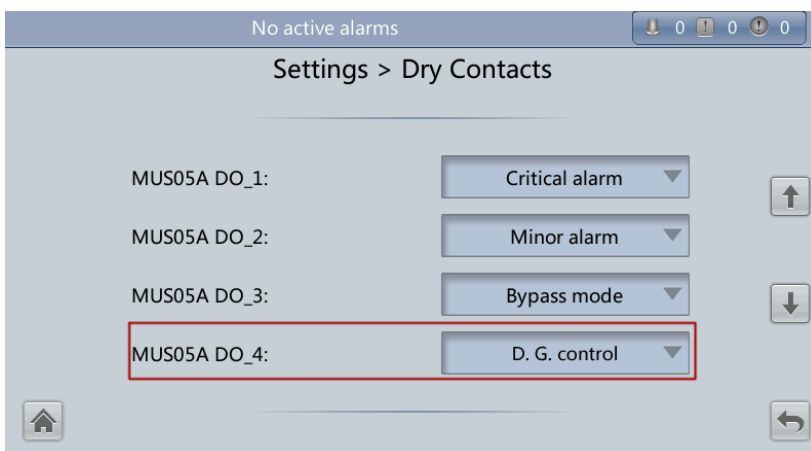 No active alarms 0 0 0
Settings > Dry Contacts
MUS05A DO_1: Critical alarm
MUS05A DO_2: Minor alarm
MUS05A DO_3: Bypass mode
MUS05A DO_4: D. G. control